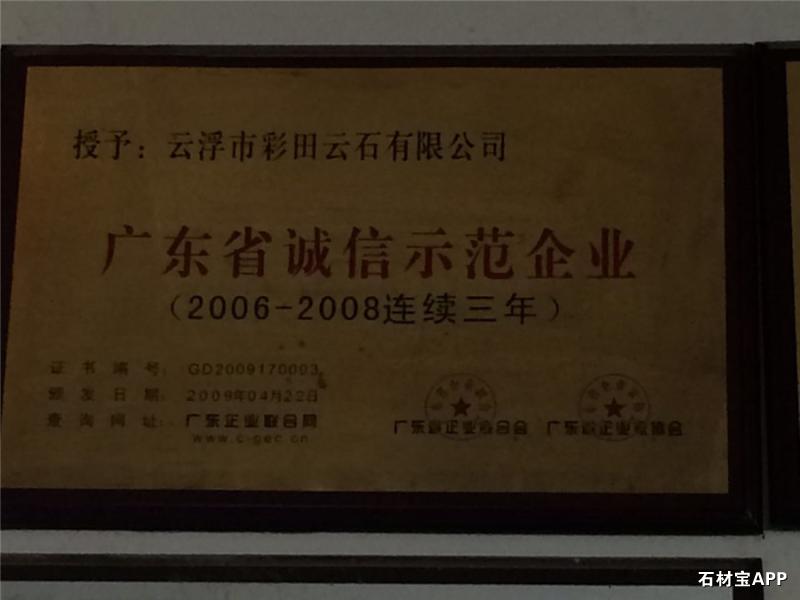 授予：云浮市彩田云石有限公司
广东省诚信示范企业
（2006-2008连续三年）
证书编号：GD2009170003
颁发日期：2009年04月22日
查询网址：广东企业联合网
www.c-gec.cn
广东省企业联合会 广东省企业家协会
石材宝APP